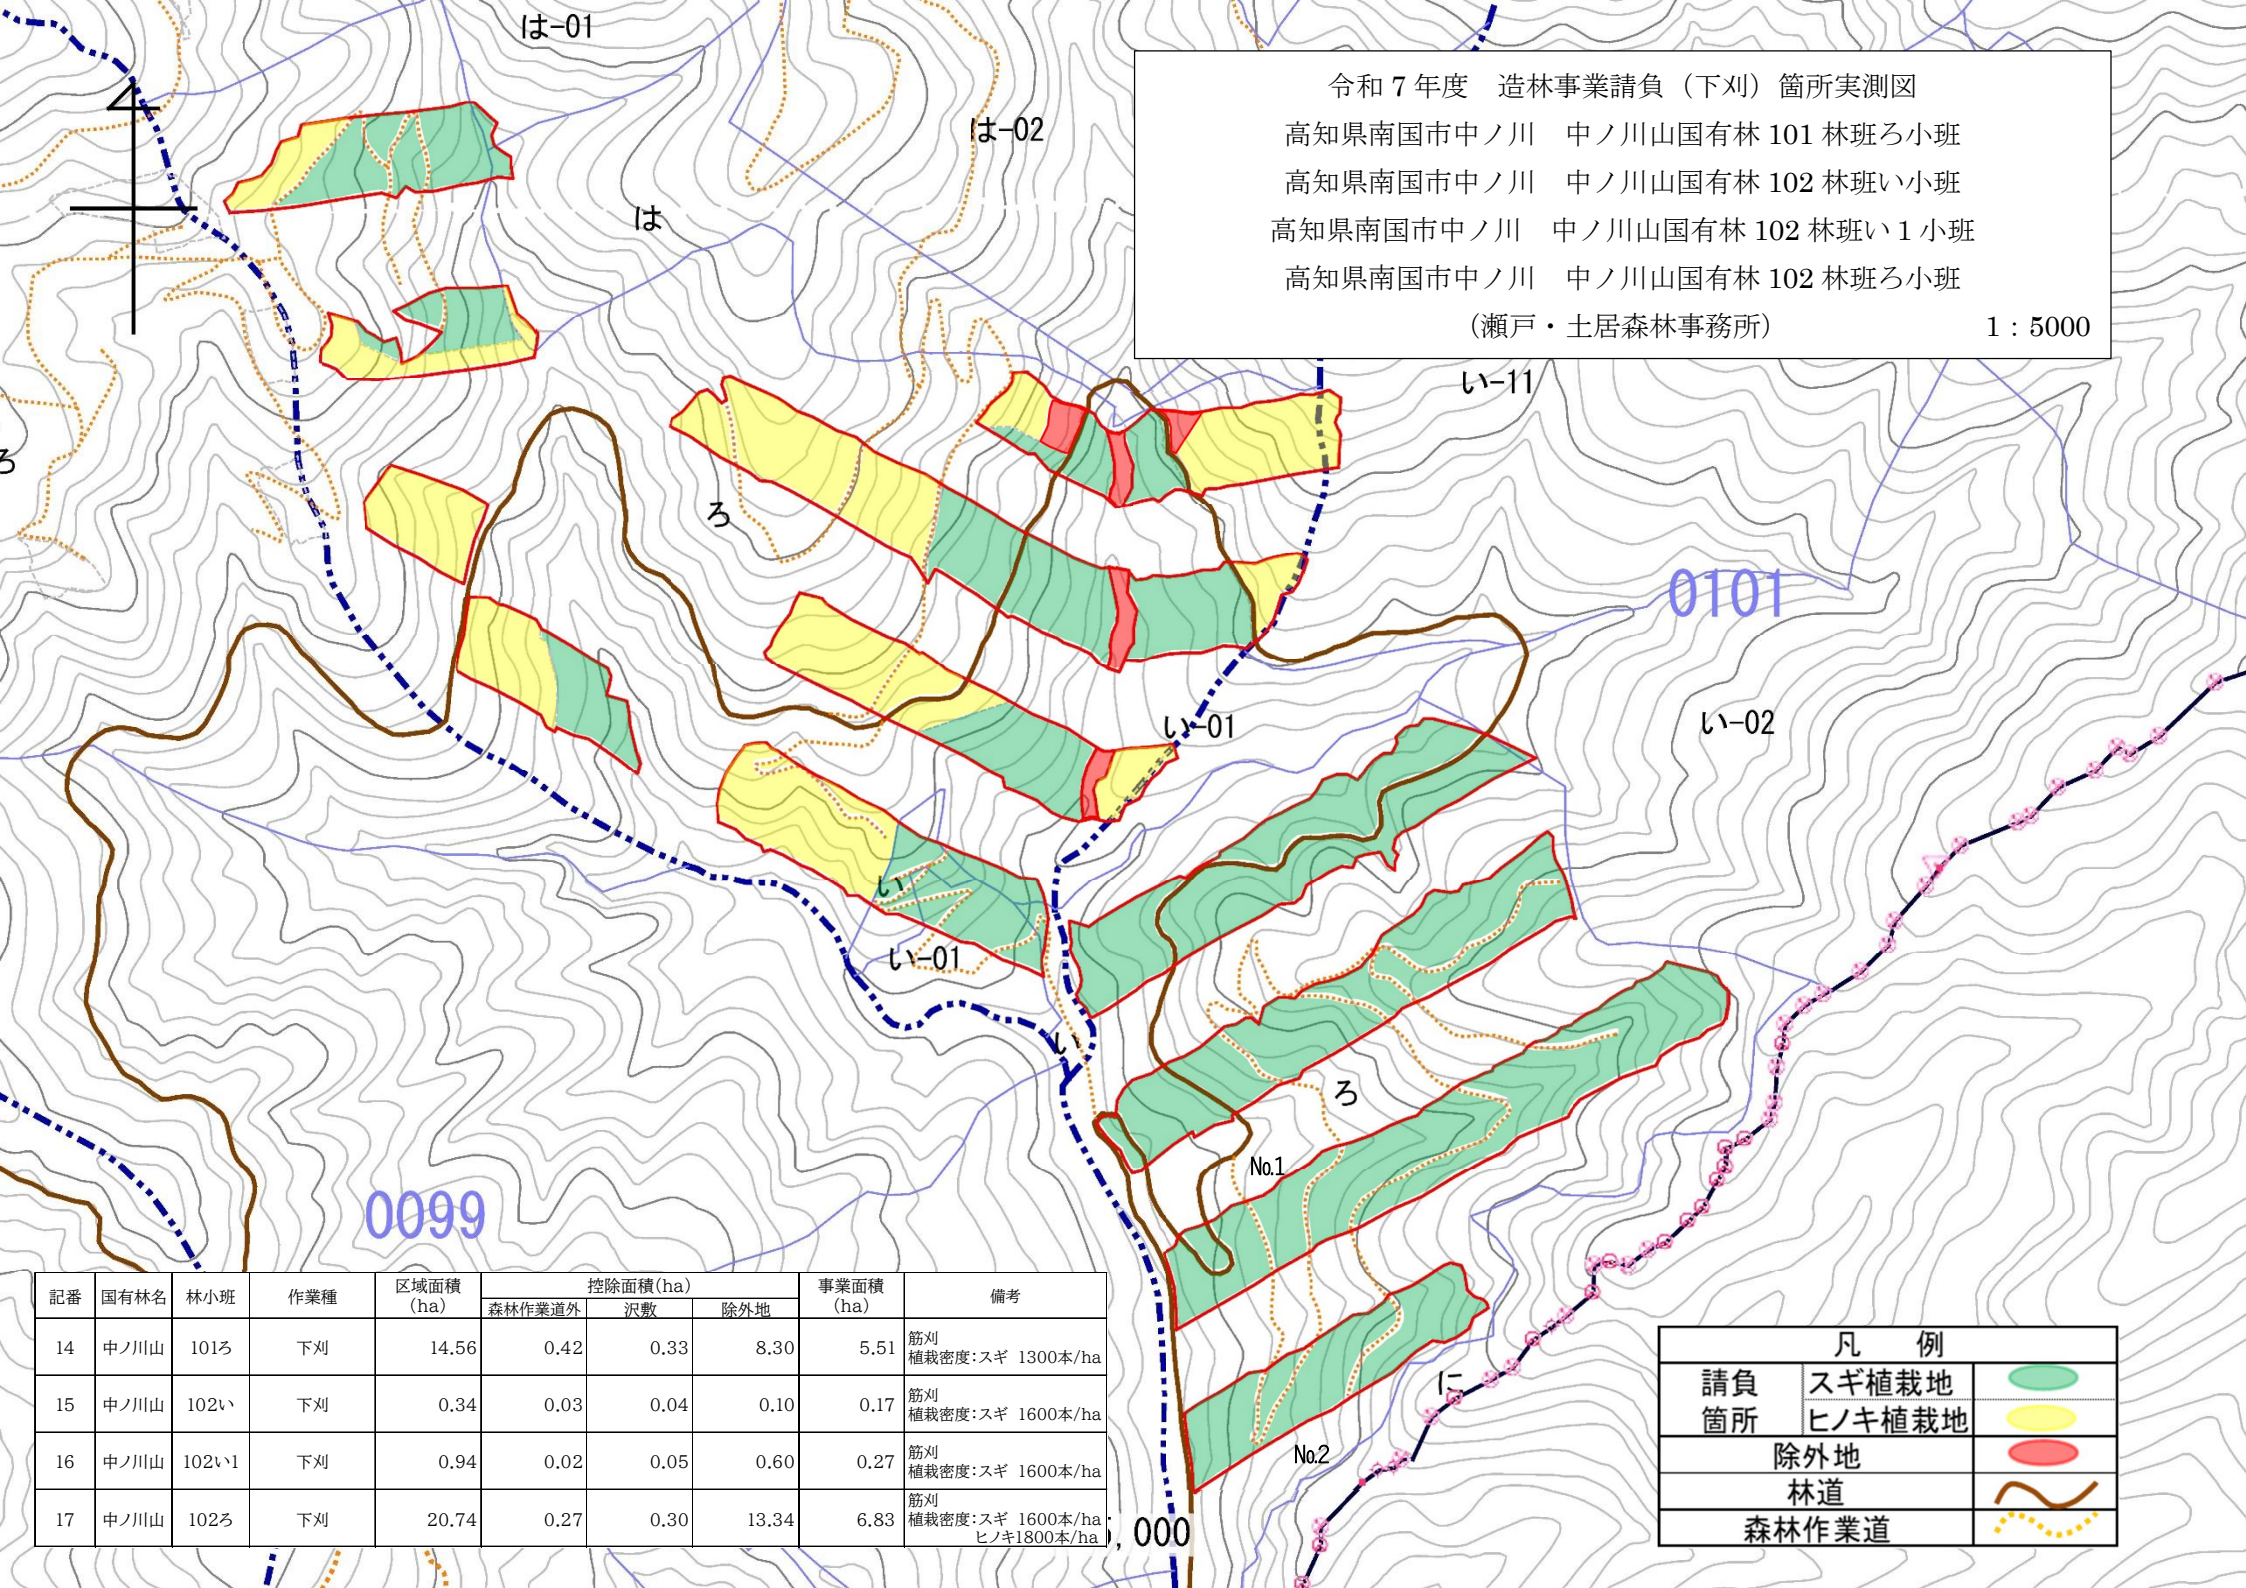 は-01
令和7年度　造林事業請負（下刈）箇所実測図
高知県南国市中ノ川　中ノ川山国有林 101 林班ろ小班
高知県南国市中ノ川　中ノ川山国有林 102 林班い小班
高知県南国市中ノ川　中ノ川山国有林 102 林班い1小班
高知県南国市中ノ川　中ノ川山国有林 102 林班ろ小班
（瀬戸・土居森林事務所）　1：5000
は-02
は
い-11
ろ
ろ
0101
い-01
い-02
い
い-01
い
ろ
No.1
0099
に
No.2
記番 国有林名 林小班 作業種 区域面積（ha） 控除面積（ha） 事業面積（ha） 備考
森林作業道外 沢敷 除外地
14 中ノ川山 101ろ 下刈 14.56 0.42 0.33 8.30 5.51 筋刈
植栽密度：スギ 1300本/ha
15 中ノ川山 102い 下刈 0.34 0.03 0.04 0.10 0.17 筋刈
植栽密度：スギ 1600本/ha
16 中ノ川山 102い1 下刈 0.94 0.02 0.05 0.60 0.27 筋刈
植栽密度：スギ 1600本/ha
17 中ノ川山 102ろ 下刈 20.74 0.27 0.30 13.34 6.83 筋刈
植栽密度：スギ 1600本/ha
ヒノキ1800本/ha
,000
凡　例
請負箇所 スギ植栽地
ヒノキ植栽地
除外地
林道
森林作業道